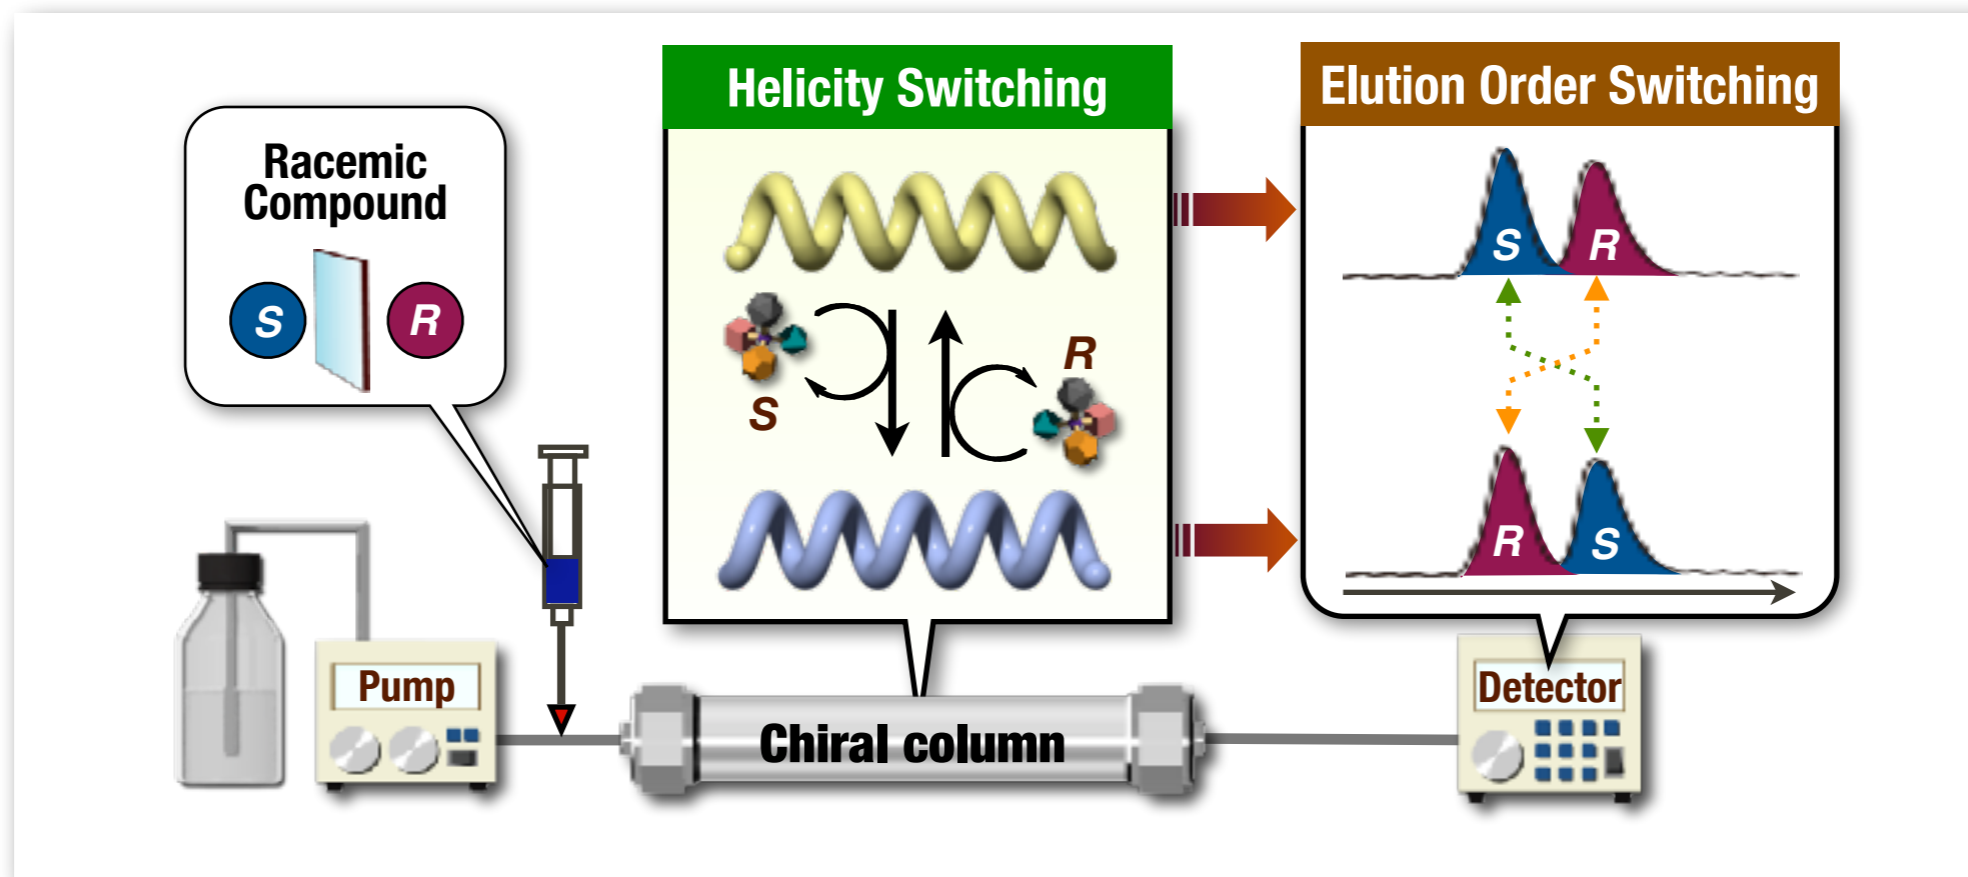 Helicity Switching
Elution Order Switching
Racemic
Compound
S
R
S
R
S
R
R
S
Pump
Chiral column
Detector